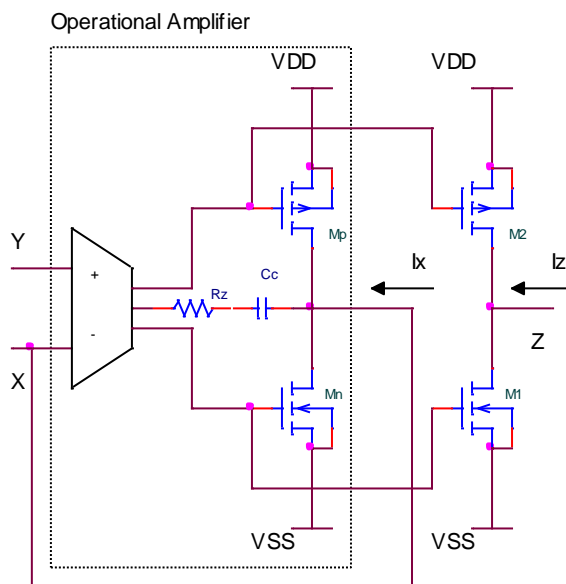 Operational Amplifier
VDD
VDD
Y
+
Mp
M2
Rz
Cc
Ix
Iz
-
X
Z
Mn
M1
VSS
VSS